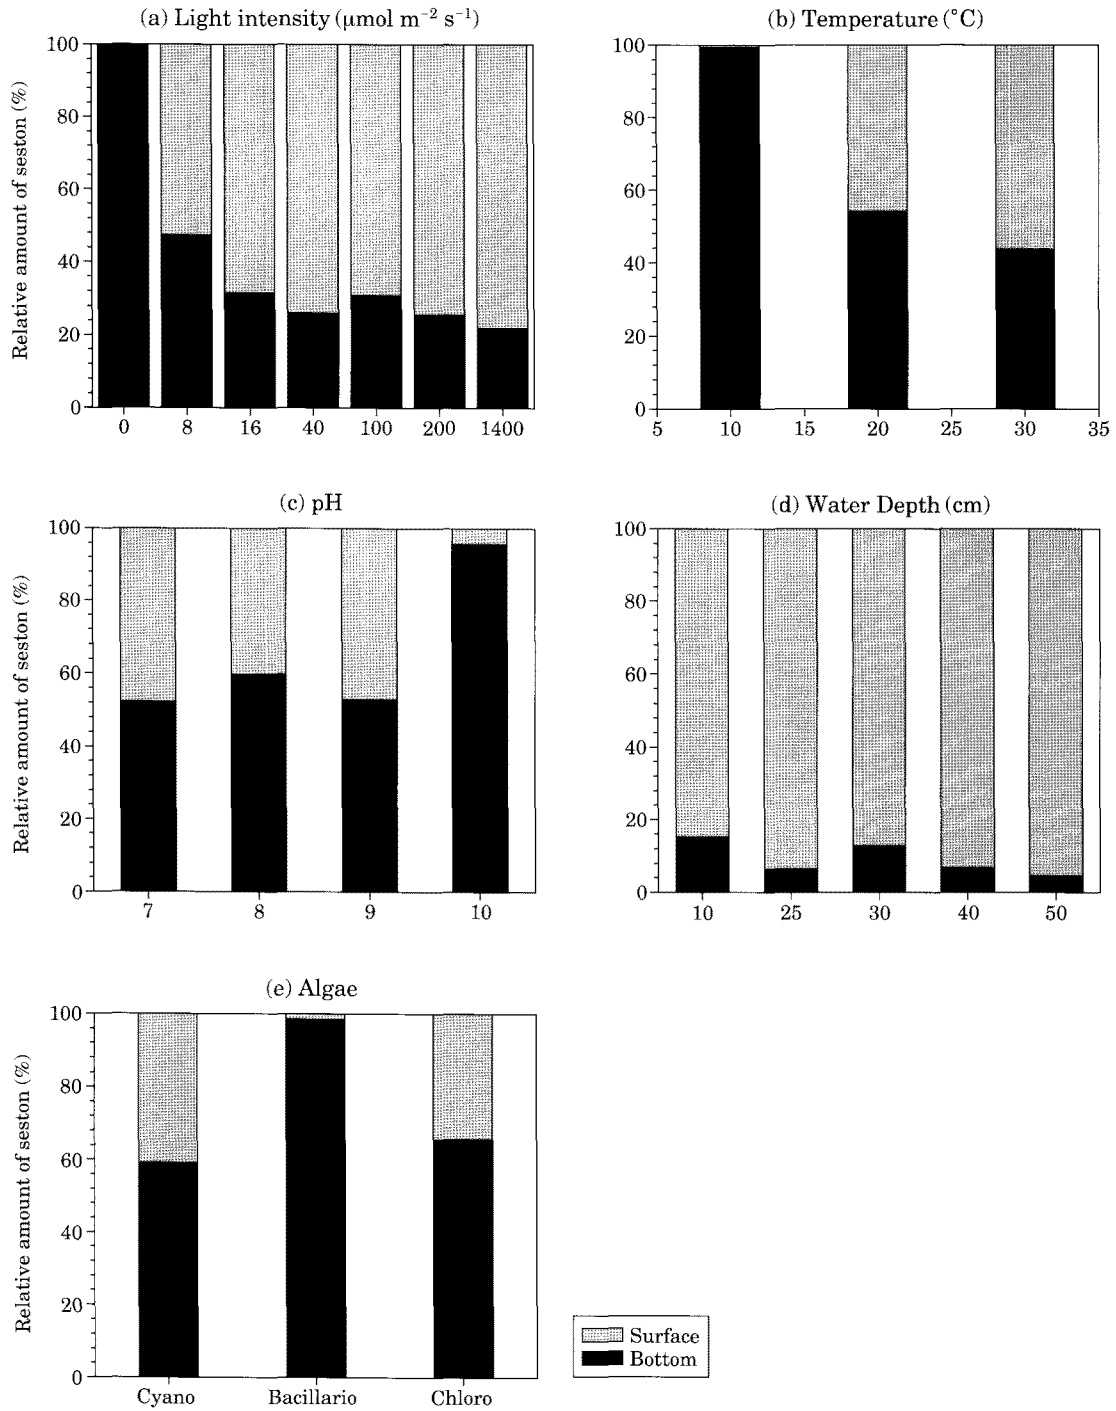 (a) Light intensity (μmol m⁻² s⁻¹)
Relative amount of seston (%)
100
80
60
40
20
0
0 8 16 40 100 200 1400
(b) Temperature (°C)
100
80
60
40
20
0
5 10 15 20 25 30 35
(c) pH
Relative amount of seston (%)
100
80
60
40
20
0
7 8 9 10
(d) Water Depth (cm)
100
80
60
40
20
0
10 25 30 40 50
(e) Algae
Relative amount of seston (%)
100
80
60
40
20
0
Cyano Bacillario Chloro
Surface
Bottom